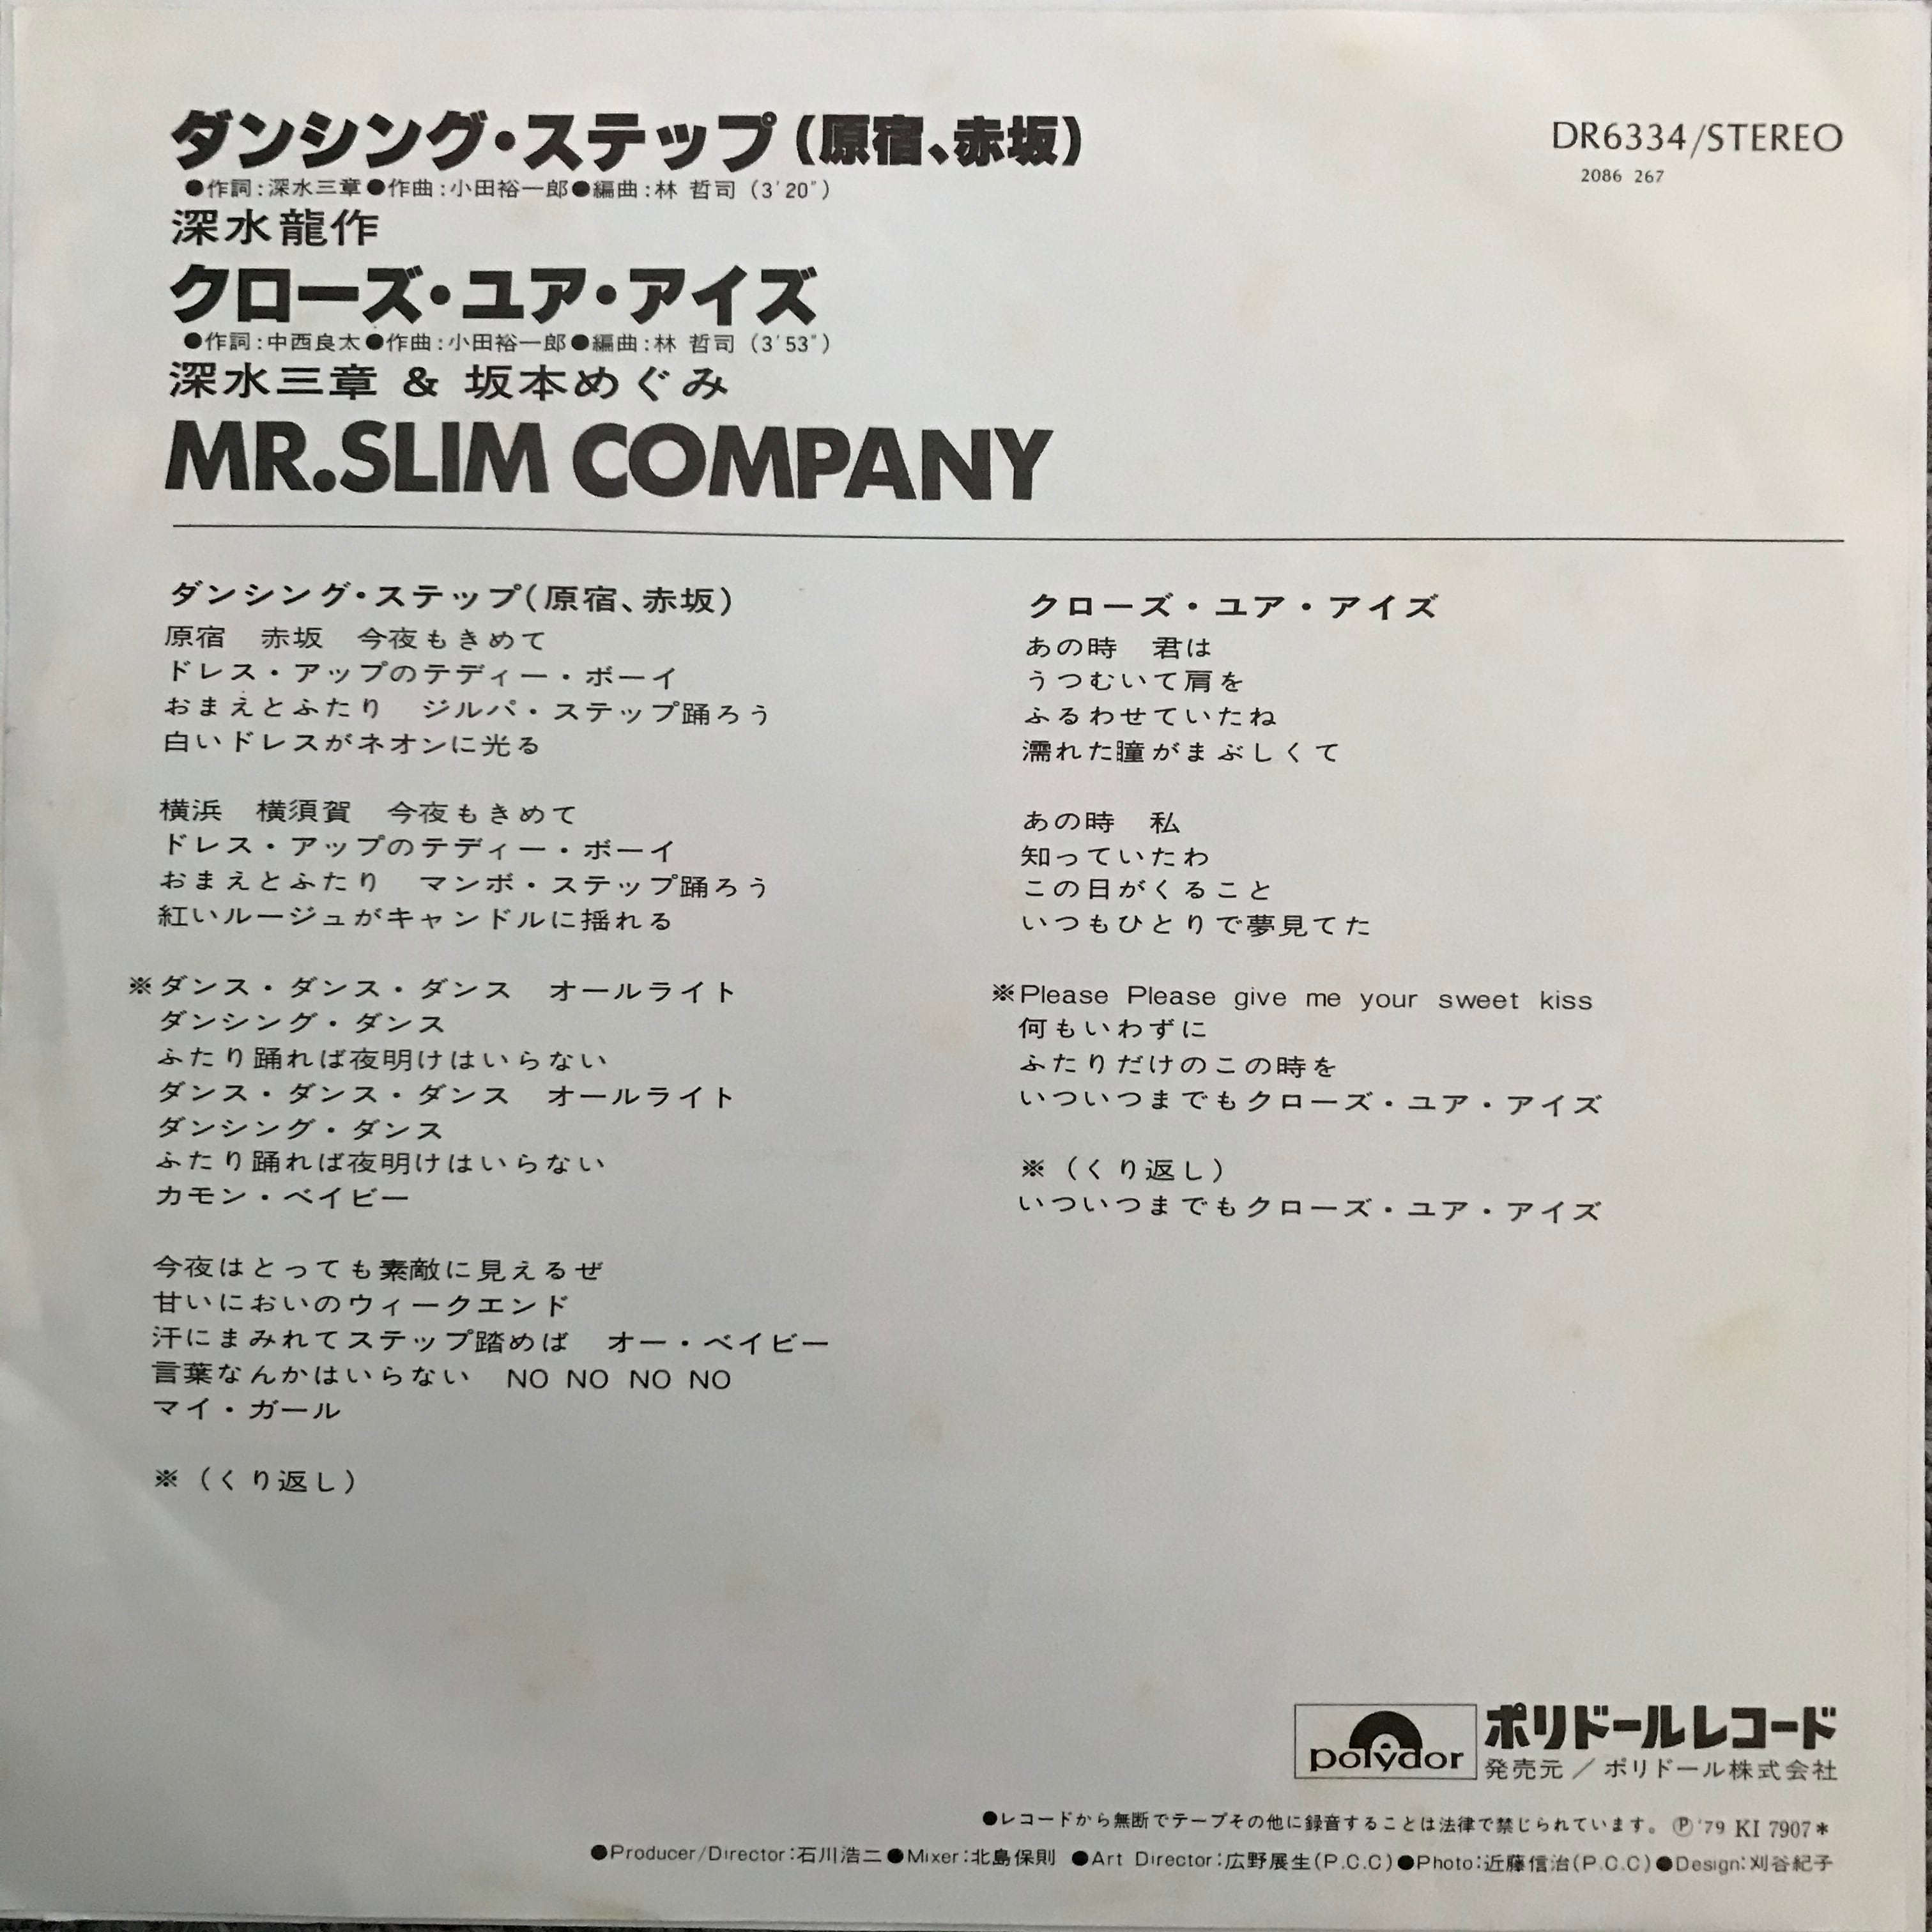 ダンシング・ステップ(原宿、赤坂)
●作詞:深水三章●作曲:小田裕一郎●編曲:林 哲司 (3'20")
深水龍作
クローズ・ユア・アイズ
●作詞:中西良太●作曲:小田裕一郎●編曲:林 哲司 (3'53")
深水三章 & 坂本めぐみ
MR.SLIM COMPANY
DR6334/STEREO
2086 267
ダンシング・ステップ(原宿、赤坂)
原宿 赤坂 今夜もきめて
ドレス・アップのテディー・ボーイ
おまえとふたり ジルバ・ステップ踊ろう
白いドレスがネオンに光る
横浜 横須賀 今夜もきめて
ドレス・アップのテディー・ボーイ
おまえとふたり マンボ・ステップ踊ろう
紅いルージュがキャンドルに揺れる
※ダンス・ダンス・ダンス オールライト
ダンシング・ダンス
ふたり踊れば夜明けはいらない
ダンス・ダンス・ダンス オールライト
ダンシング・ダンス
ふたり踊れば夜明けはいらない
カモン・ベイビー
今夜はとっても素敵に見えるぜ
甘いにおいのウィークエンド
汗にまみれてステップ踏めば オー・ベイビー
言葉なんかはいらない NO NO NO NO
マイ・ガール
※(くり返し)
クローズ・ユア・アイズ
あの時 君は
うつむいて肩を
ふるわせていたね
濡れた瞳がまぶしくて
あの時 私
知っていたわ
この日がくること
いつもひとりで夢見てた
※Please Please give me your sweet kiss
何もいわずに
ふたりだけのこの時を
いついつまでもクローズ・ユア・アイズ
※(くり返し)
いついつまでもクローズ・ユア・アイズ
polydor
ポリドールレコード
発売元/ポリドール株式会社
●レコードから無断でテープその他に録音することは法律で禁じられています。 Ⓟ'79 KI 7907*
●Producer/Director:石川浩二●Mixer:北島保則 ●Art Director:広野展生(P.C.C)●Photo:近藤信治(P.C.C)●Design:刈谷紀子